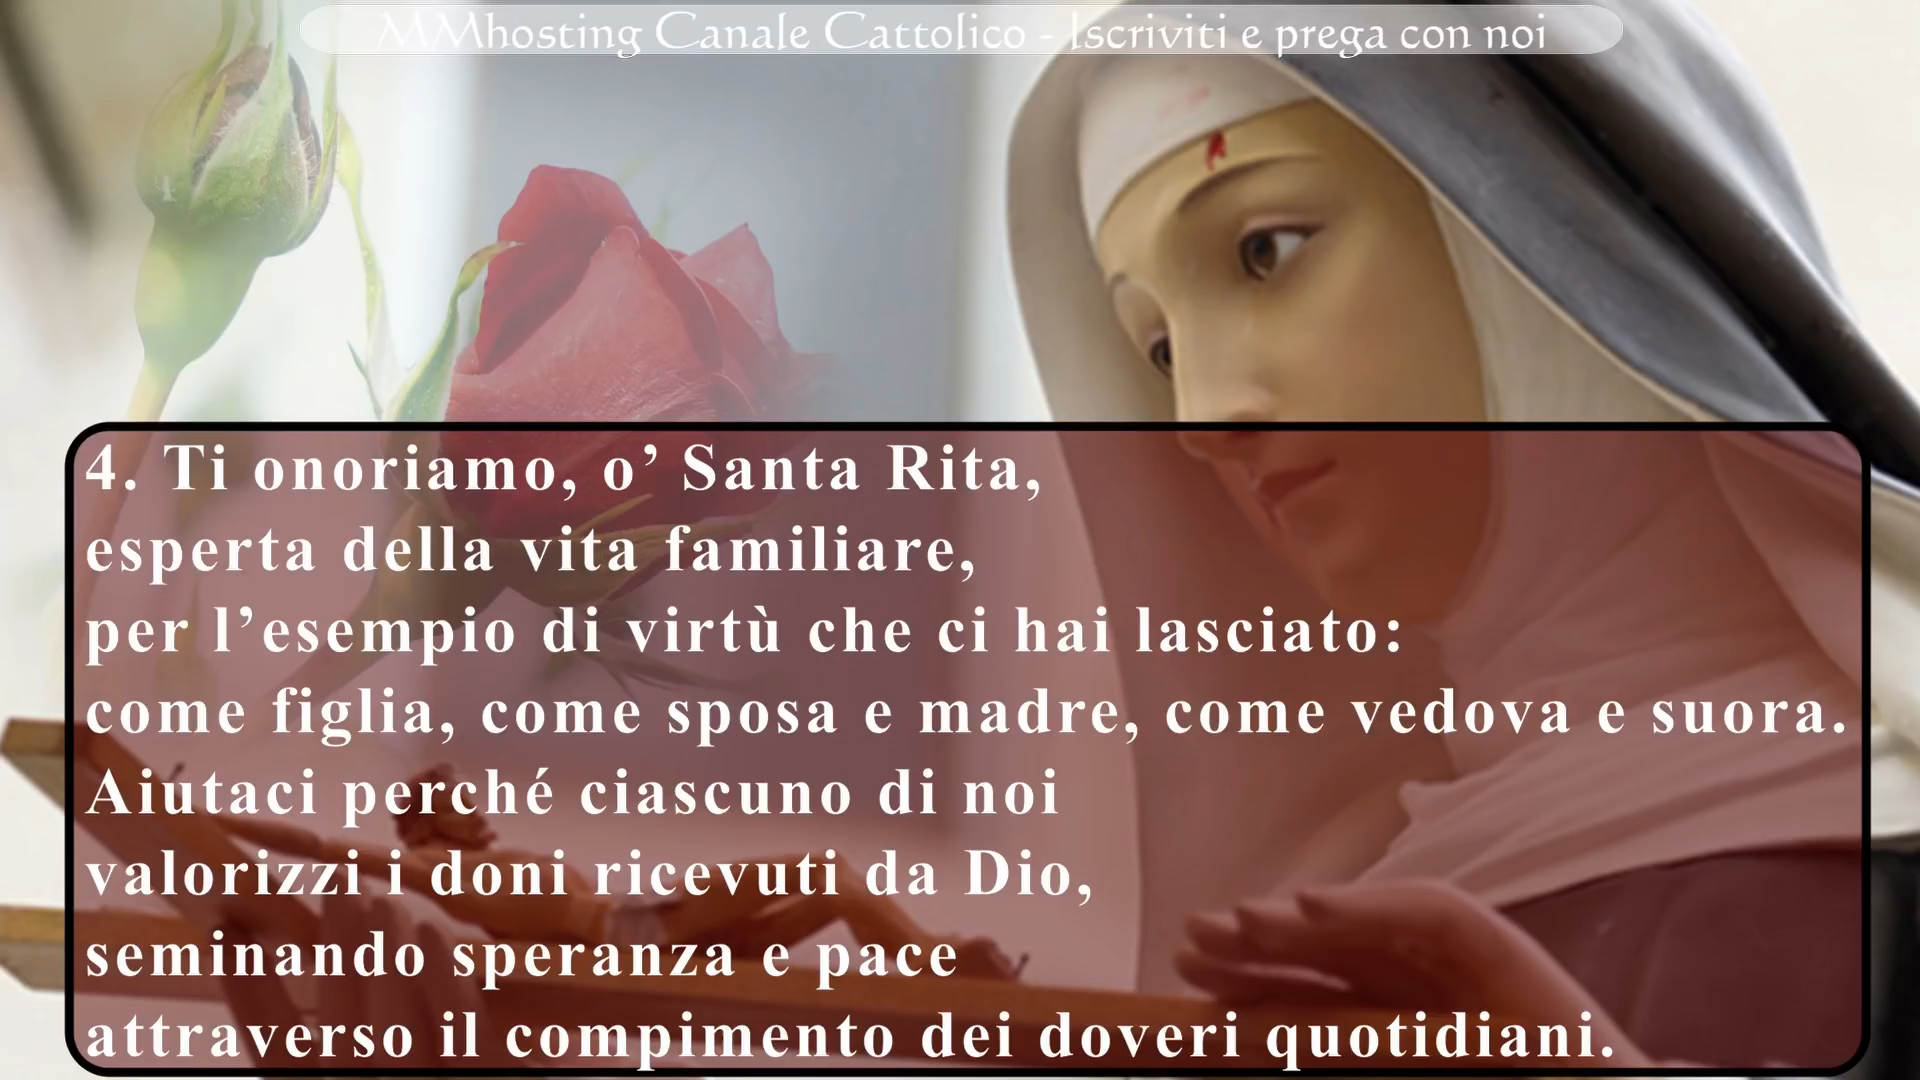 MMhosting Canale Cattolico - Iscriviti e prega con noi
4. Ti onoriamo, o’ Santa Rita,
esperta della vita familiare,
per l’esempio di virtù che ci hai lasciato:
come figlia, come sposa e madre, come vedova e suora.
Aiutaci perché ciascuno di noi
valorizzi i doni ricevuti da Dio,
seminando speranza e pace
attraverso il compimento dei doveri quotidiani.